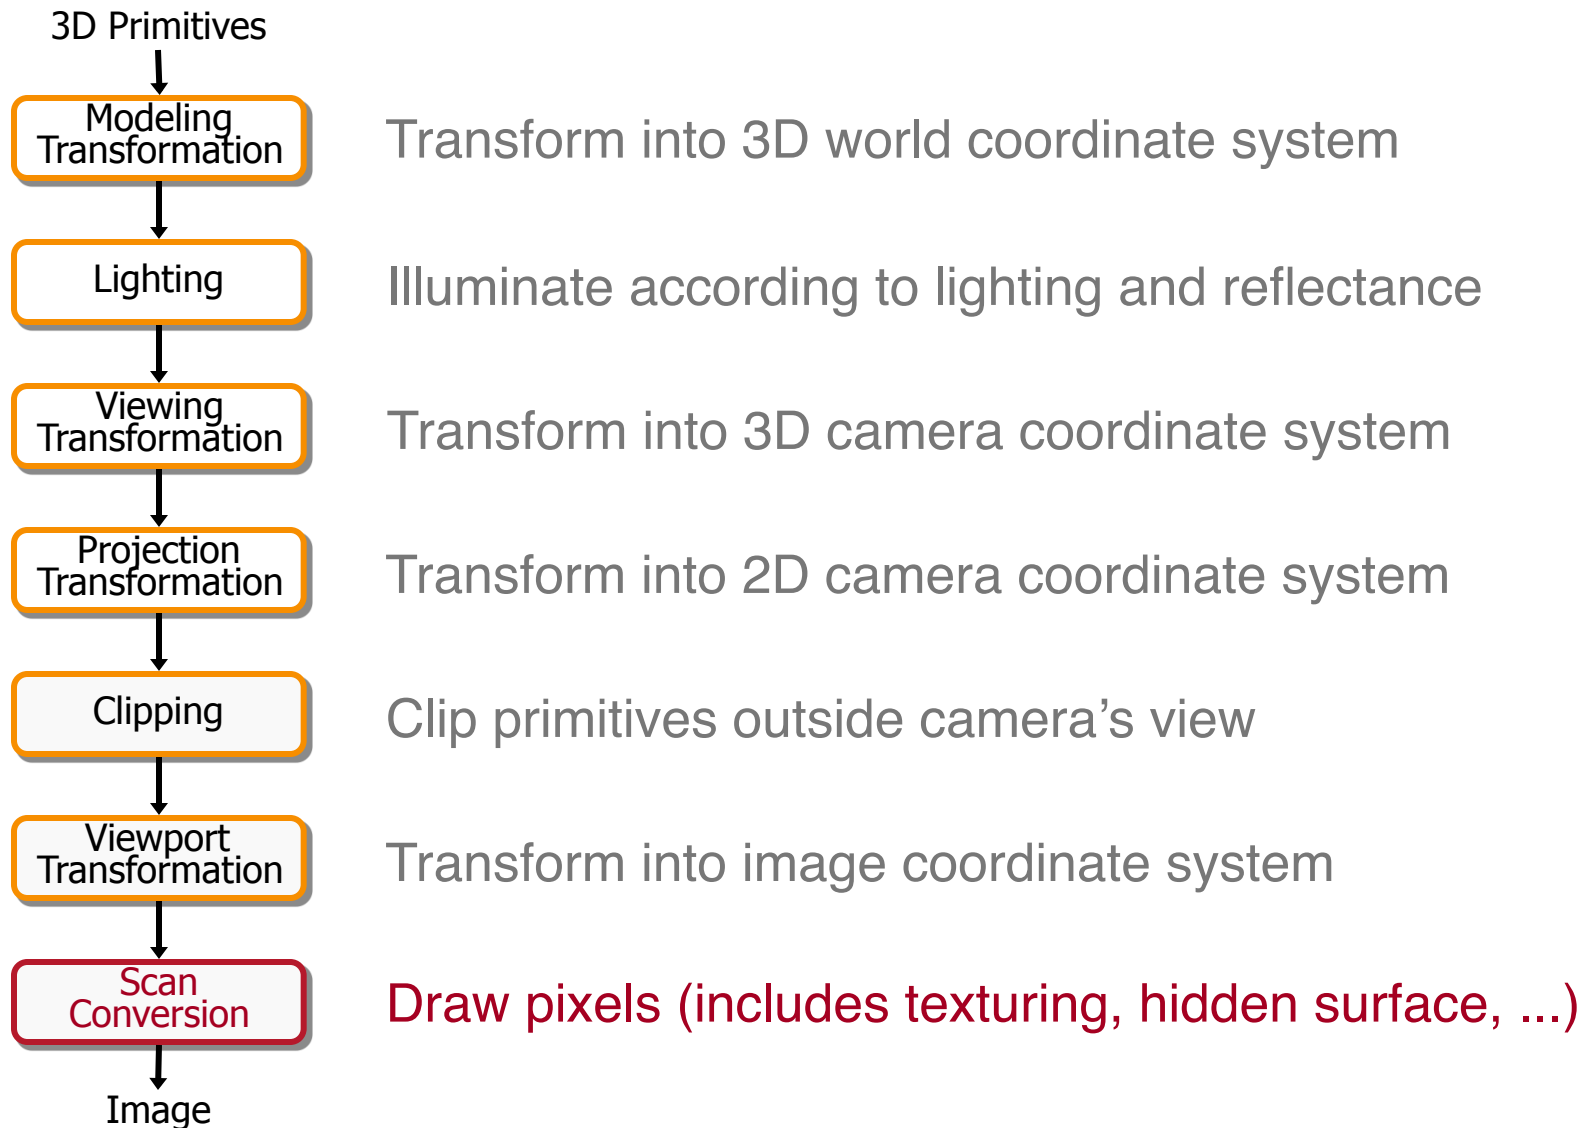 3D Primitives
Modeling
Transformation
Transform into 3D world coordinate system
Lighting
Illuminate according to lighting and reflectance
Viewing
Transformation
Transform into 3D camera coordinate system
Projection
Transformation
Transform into 2D camera coordinate system
Clipping
Clip primitives outside camera’s view
Viewport
Transformation
Transform into image coordinate system
Scan
Conversion
Draw pixels (includes texturing, hidden surface, ...)
Image